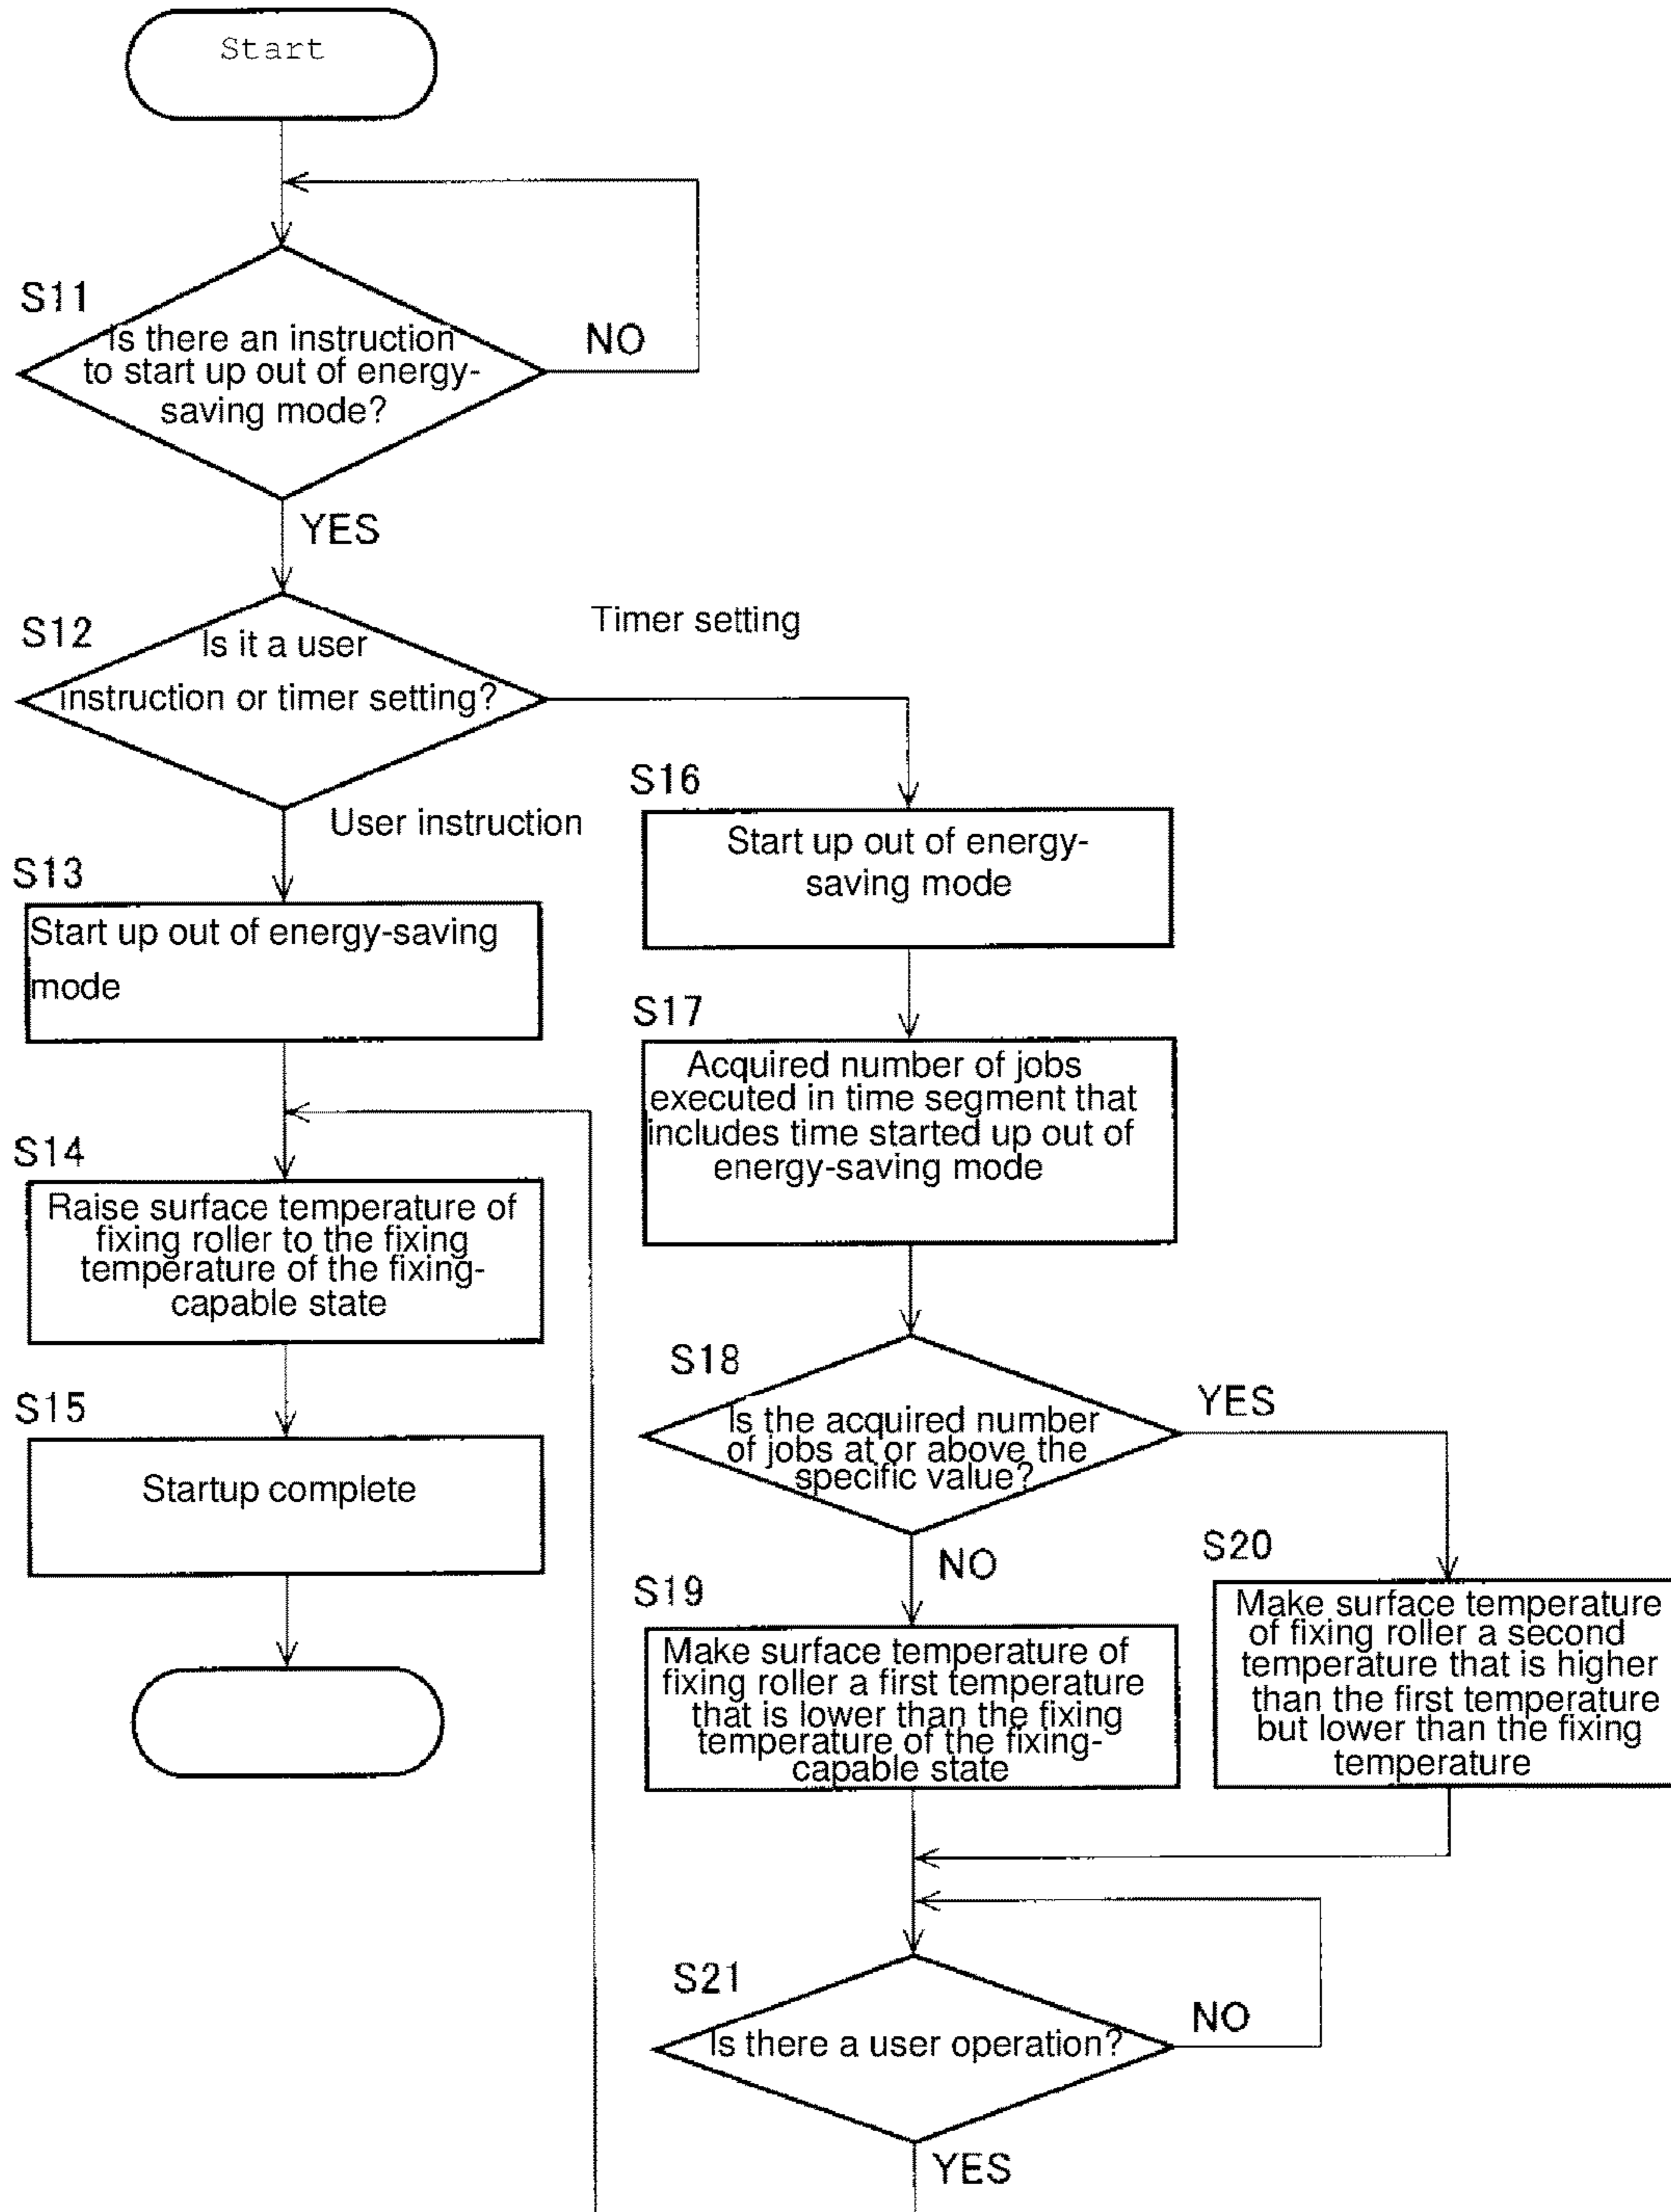 Start
S11
Is there an instruction
to start up out of energy-
saving mode?
NO
YES
S12
Is it a user
instruction or timer setting?
Timer setting
User instruction
S13
Start up out of energy-saving
mode
S14
Raise surface temperature of
fixing roller to the fixing
temperature of the fixing-
capable state
S15
Startup complete
S16
Start up out of energy-
saving mode
S17
Acquired number of jobs
executed in time segment that
includes time started up out of
energy-saving mode
S18
Is the acquired number
of jobs at or above the
specific value?
YES
NO
S19
Make surface temperature of
fixing roller a first temperature
that is lower than the fixing
temperature of the fixing-
capable state
S20
Make surface temperature
of fixing roller a second
temperature that is higher
than the first temperature
but lower than the fixing
temperature
S21
Is there a user operation?
NO
YES